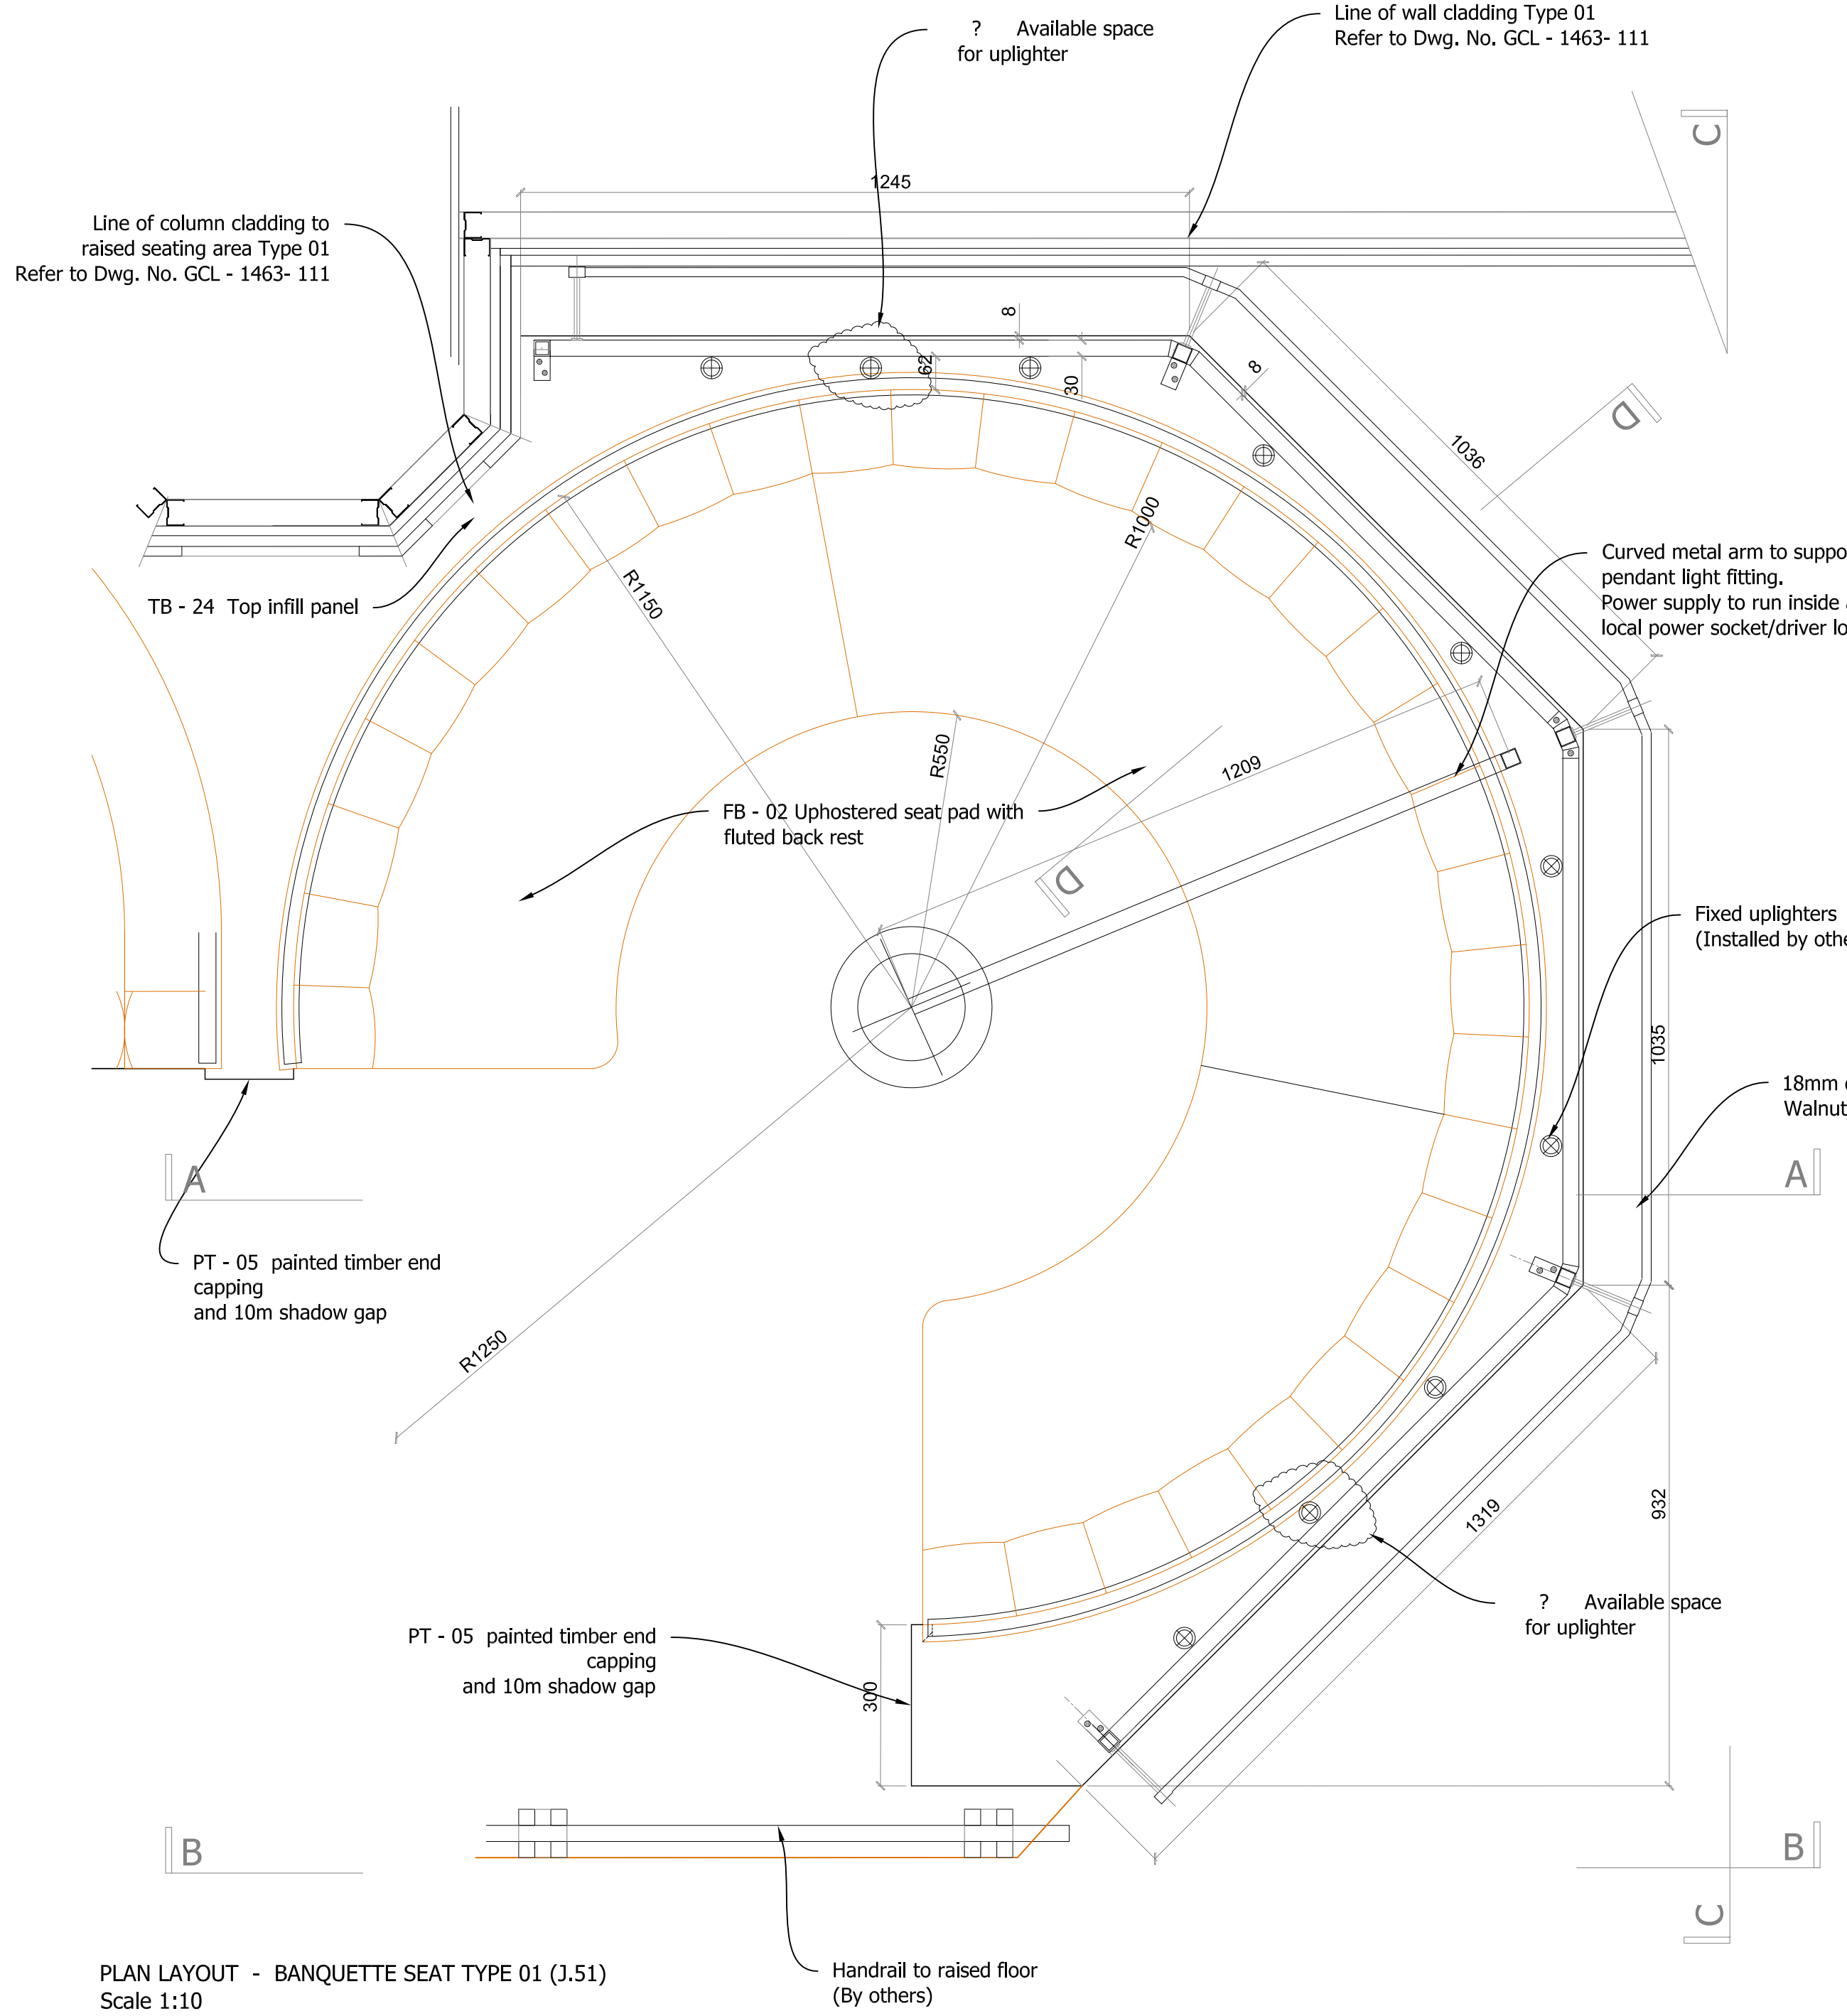 ? Available space
for uplighter
Line of wall cladding Type 01
Refer to Dwg. No. GCL - 1463- 111
C
1245
Line of column cladding to
raised seating area Type 01
Refer to Dwg. No. GCL - 1463- 111
8
62
30
8
D
1036
R1000
R1150
Curved metal arm to
pendant light fitting.
Power supply to run inside
local power socket/driver
TB - 24 Top infill panel
R550
1209
FB - 02 Uphostered seat pad with
fluted back rest
D
Fixed uplighters
(Installed by
1035
18mm
Walnut
A
A
PT - 05 painted timber end
capping
and 10m shadow gap
R1250
932
1319
? Available space
for uplighter
PT - 05 painted timber end
capping
and 10m shadow gap
300
B
B
C
PLAN LAYOUT - BANQUETTE SEAT TYPE 01 (J.51)
Scale 1:10
Handrail to raised floor
(By others)